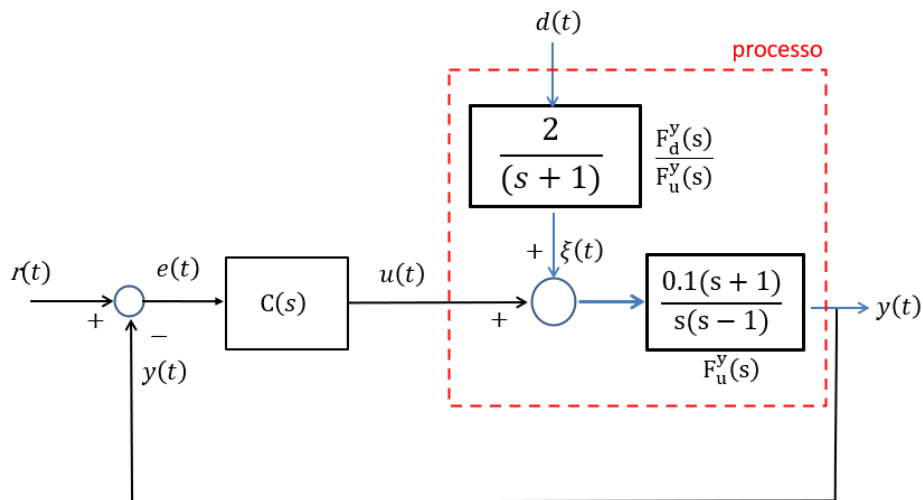 d(t)
processo
2
(s + 1)
F_d^y(s)
F_u^y(s)
+ ξ(t)
r(t)
e(t)
C(s)
u(t)
0.1(s + 1)
s(s − 1)
y(t)
+
−
+
y(t)
F_u^y(s)